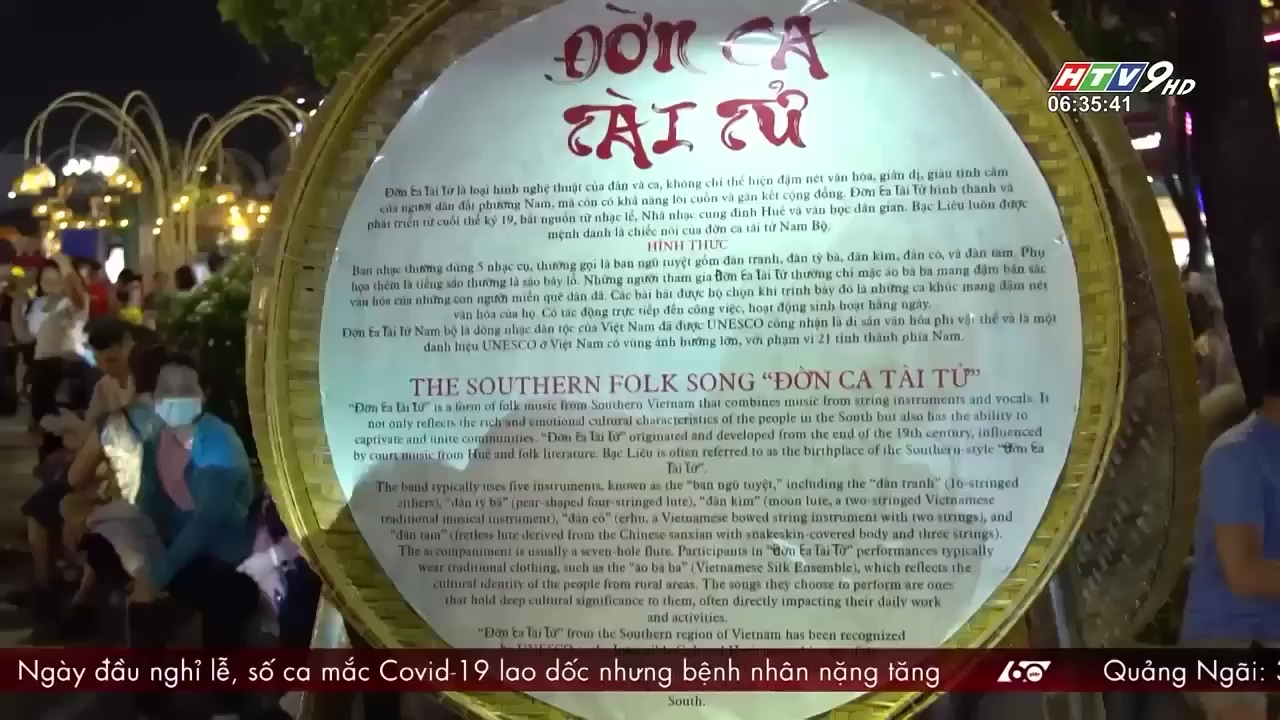 ĐỜN CA
TÀI TỬ
HTV9HD
06:35:41
Đờn Ca Tài Tử là loại hình nghệ thuật của đàn và ca, không chỉ thể hiện đậm nét văn hóa, giản dị, giàu tình cảm
của người dân đất phương Nam, mà còn có khả năng lôi cuốn và gắn kết cộng đồng. Đờn Ca Tài Tử hình thành và
phát triển từ cuối thế kỷ 19, bắt nguồn từ nhạc lễ, Nhã nhạc cung đình Huế và văn học dân gian. Bạc Liêu luôn được
mệnh danh là chiếc nôi của đờn ca tài tử Nam Bộ.
HÌNH THỨC
Ban nhạc thường dùng 5 nhạc cụ, thường gọi là ban ngũ tuyệt gồm đàn tranh, đàn tỳ bà, đàn kìm, đàn cò, và đàn tam. Phụ
họa thêm là tiếng sáo thường là sáo bảy lỗ. Những người tham gia Đờn Ca Tài Tử thường chỉ mặc áo bà ba mang đậm bản sắc
văn hóa của những con người miền quê dân dã. Các bài hát được họ chọn khi trình bày đó là những ca khúc mang đậm nét
văn hóa của họ. Có tác động trực tiếp đến công việc, hoạt động sinh hoạt hằng ngày.
Đờn Ca Tài Tử Nam bộ là dòng nhạc dân tộc của Việt Nam đã được UNESCO công nhận là di sản văn hóa phi vật thể và là một
danh hiệu UNESCO ở Việt Nam có vùng ảnh hưởng lớn, với phạm vi 21 tỉnh thành phía Nam.
THE SOUTHERN FOLK SONG “ĐỜN CA TÀI TỬ”
“Đờn Ca Tài Tử” is a form of folk music from Southern Vietnam that combines music from string instruments and vocals. It
not only reflects the rich and emotional cultural characteristics of the people in the South but also has the ability to
captivate and unite communities. “Đờn Ca Tài Tử” originated and developed from the end of the 19th century, influenced
by court music from Huế and folk literature. Bạc Liêu is often referred to as the birthplace of the Southern-style “Đờn Ca
Tài Tử”.
The band typically uses five instruments, known as the “ban ngũ tuyệt,” including the “đàn tranh” (16-stringed
zithers), “đàn tỳ bà” (pear-shaped four-stringed lute), “đàn kìm” (moon lute, a two-stringed Vietnamese
traditional musical instrument), “đàn cò” (erhu, a Vietnamese bowed string instrument with two strings), and
“đàn tam” (fretless lute derived from the Chinese sanxian with snakeskin-covered body and three strings).
The accompaniment is usually a seven-hole flute. Participants in “Đờn Ca Tài Tử” performances typically
wear traditional clothing, such as the “áo bà ba” (Vietnamese Silk Ensemble), which reflects the
cultural identity of the people from rural areas. The songs they choose to perform are ones
that hold deep cultural significance to them, often directly impacting their daily work
and activities.
“Đờn Ca Tài Tử” from the Southern region of Vietnam has been recognized
Ngày đầu nghỉ lễ, số ca mắc Covid-19 lao dốc nhưng bệnh nhân nặng tăng
60
Quảng Ngãi:
South.